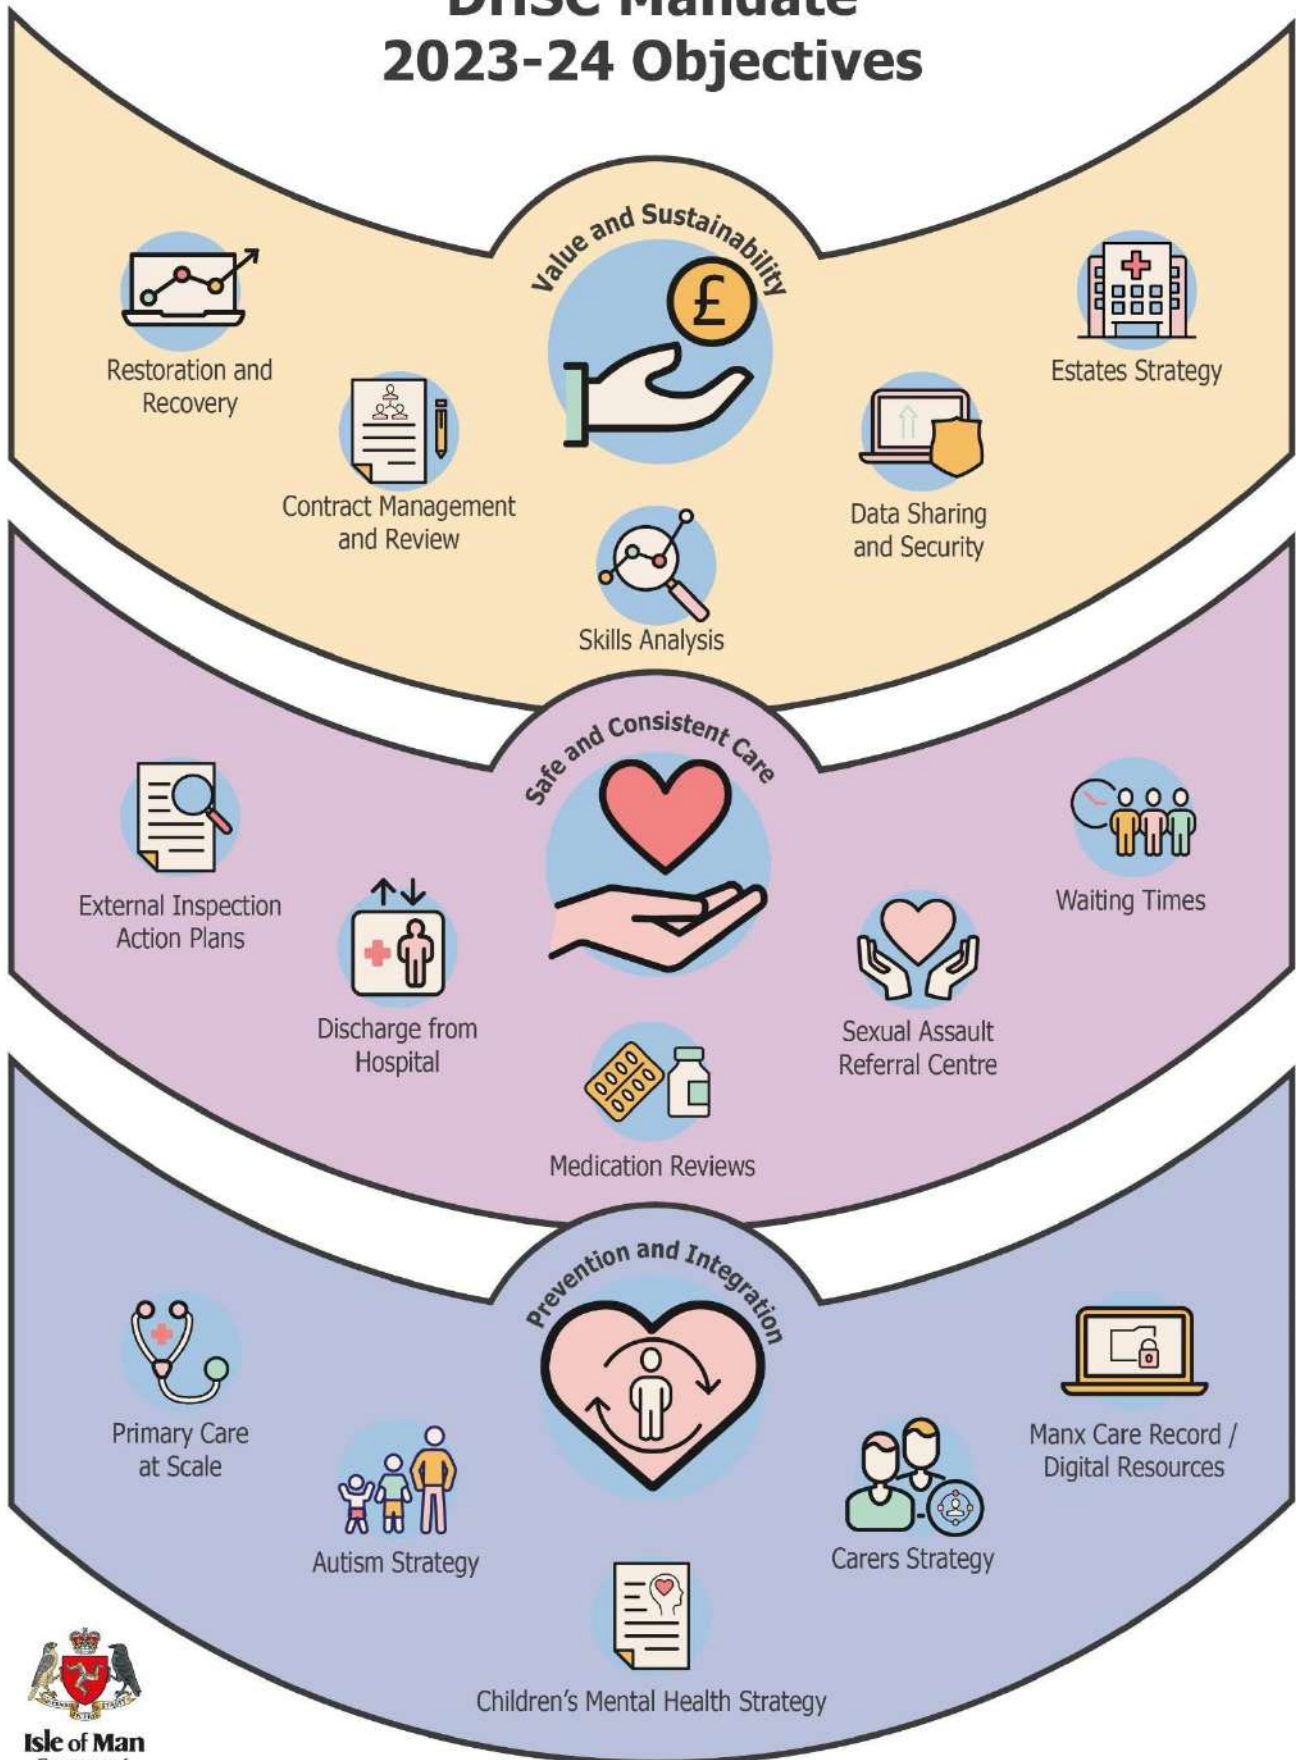 DHSC Mandate
2023-24 Objectives
Value and Sustainability
£
Restoration and
Recovery
Contract Management
and Review
Skills Analysis
Data Sharing
and Security
Estates Strategy
Safe and Consistent Care
External Inspection
Action Plans
Discharge from
Hospital
Medication Reviews
Sexual Assault
Referral Centre
Waiting Times
Prevention and Integration
Primary Care
at Scale
Autism Strategy
Children's Mental Health Strategy
Carers Strategy
Manx Care Record /
Digital Resources
Isle of Man